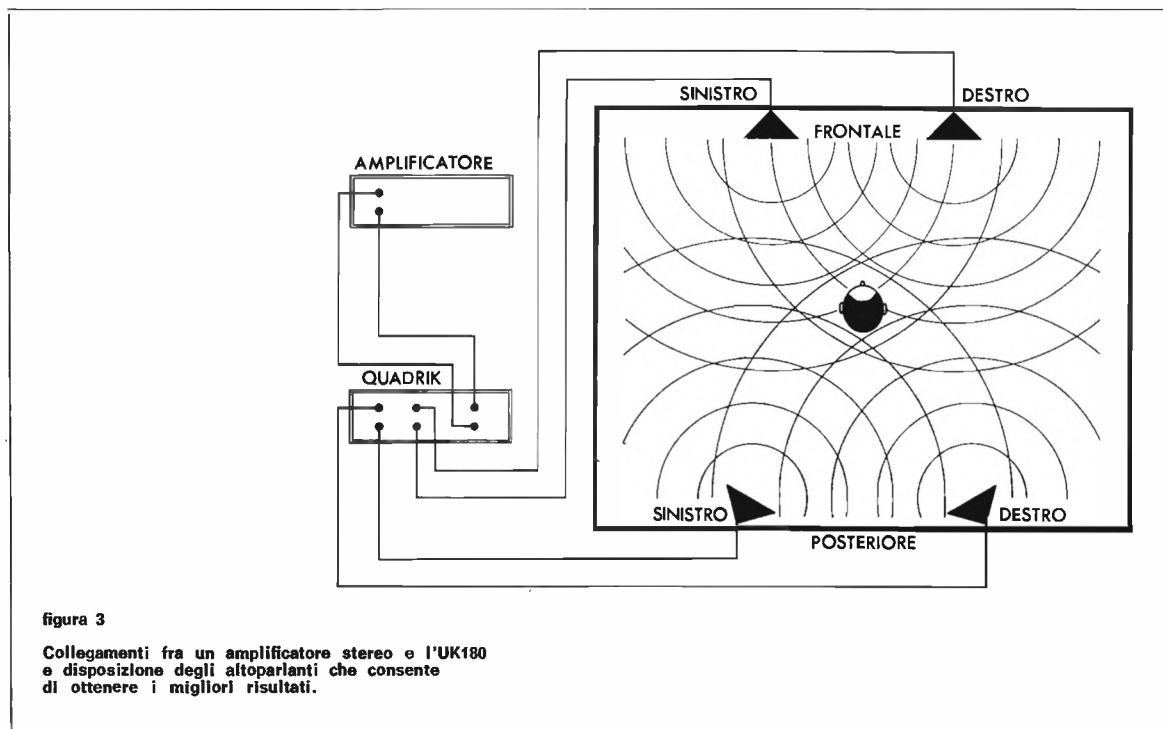 SINISTRO
DESTRO
FRONTALE
AMPLIFICATORE
QUADRIK
SINISTRO
DESTRO
POSTERIORE
figura 3
Collegamenti fra un amplificatore stereo e l'UK180
e disposizione degli altoparlanti che consente
di ottenere i migliori risultati.